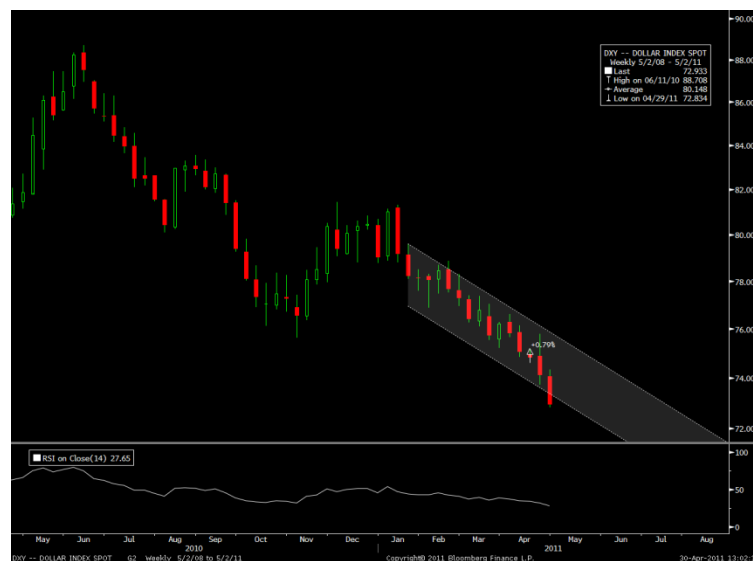 90.00
DXY -- DOLLAR INDEX SPOT
Weekly 5/2/08 - 5/2/11
Last 72.933
High on 06/11/10 88.708
Average 80.148
Low on 04/29/11 72.834
88.00
86.00
84.00
82.00
80.00
78.00
76.00
+0.79%
74.00
72.00
RSI on Close(14) 27.65
100
50
0
May Jun Jul Aug Sep Oct Nov Dec Jan Feb Mar Apr May Jun Jul Aug
2010 2011
DXY -- DOLLAR INDEX SPOT G2 Weekly 5/2/08 to 5/2/11 Copyright© 2011 Bloomberg Finance L.P. 30-Apr-2011 13:02: